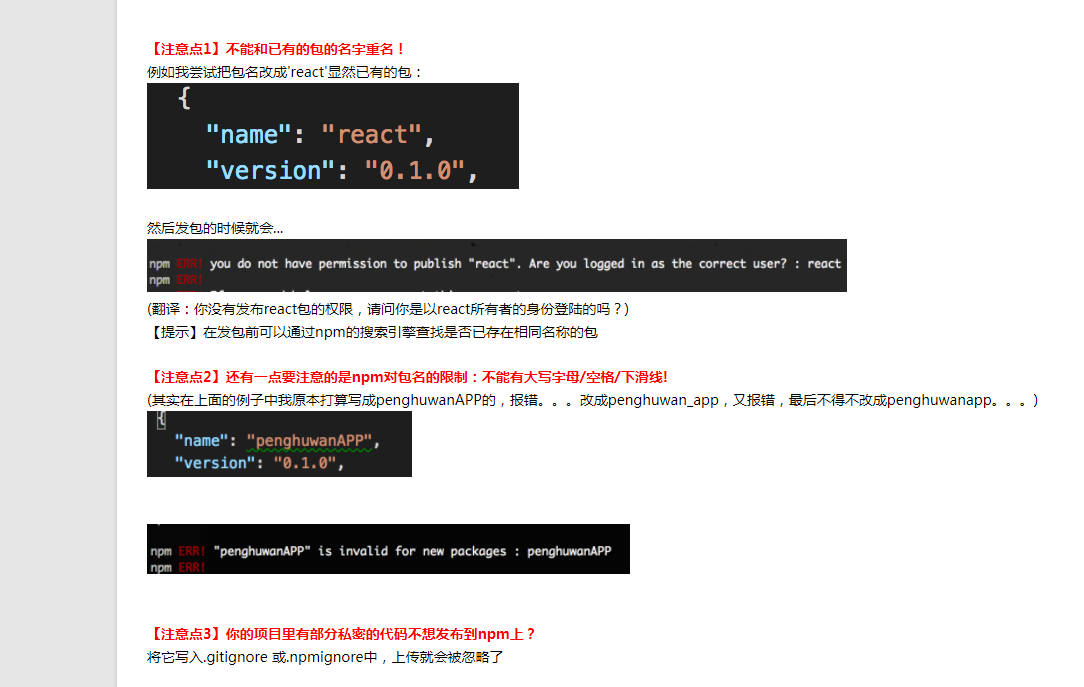 【注意点1】不能和已有的包的名字重名！
例如我尝试把包名改成'react'显然已有的包：
{
"name": "react",
"version": "0.1.0",
然后发包的时候就会...
npm ERR! you do not have permission to publish "react". Are you logged in as the correct user? : react
npm ERR!
(翻译：你没有发布react包的权限，请问你是以react所有者的身份登陆的吗？)
【提示】在发包前可以通过npm的搜索引擎查找是否已存在相同名称的包
【注意点2】还有一点要注意的是npm对包名的限制：不能有大写字母/空格/下滑线!
(其实在上面的例子中我原本打算写成penghuwanAPP的，报错。。。改成penghuwan_app，又报错，最后不得不改成penghuwanapp。。。)
{
"name": "penghuwanAPP",
"version": "0.1.0",
npm ERR! "penghuwanAPP" is invalid for new packages : penghuwanAPP
npm ERR!
【注意点3】你的项目里有部分私密的代码不想发布到npm上？
将它写入.gitignore 或.npmignore中，上传就会被忽略了